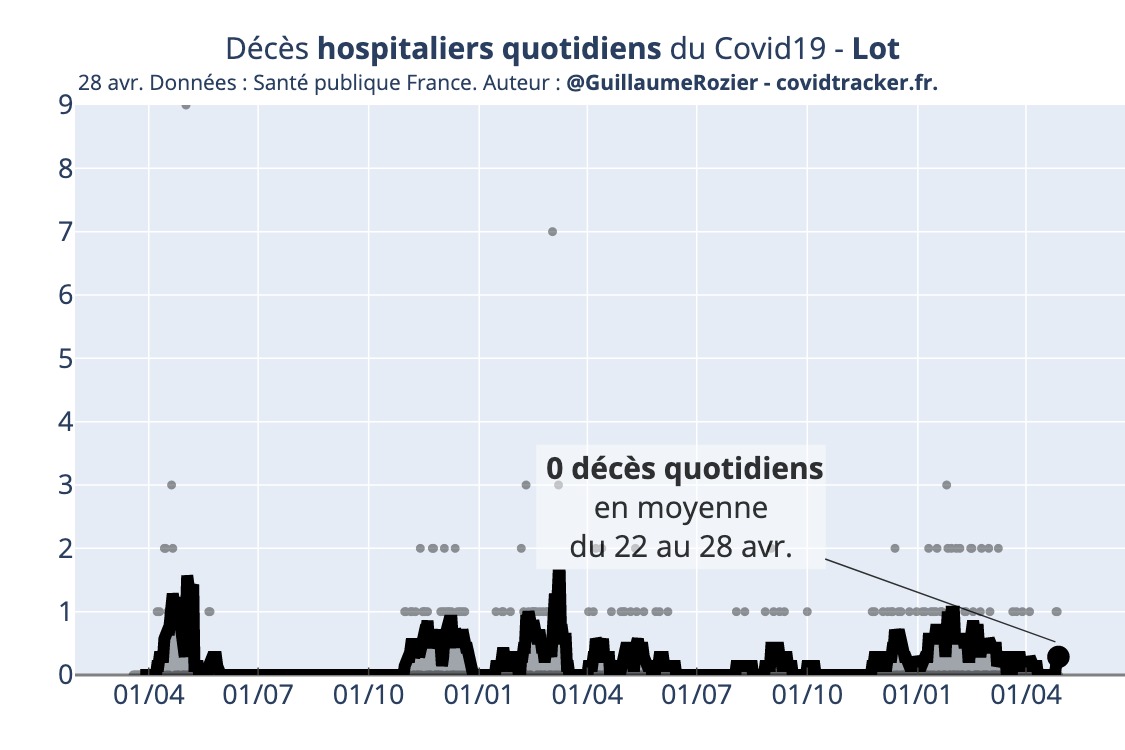 Décès hospitaliers quotidiens du Covid19 - Lot
28 avr. Données : Santé publique France. Auteur : @GuillaumeRozier - covidtracker.fr.
9
8
7
6
5
4
3
2
1
0
0 décès quotidiens
en moyenne
du 22 au 28 avr.
01/04 01/07 01/10 01/01 01/04 01/07 01/10 01/01 01/04